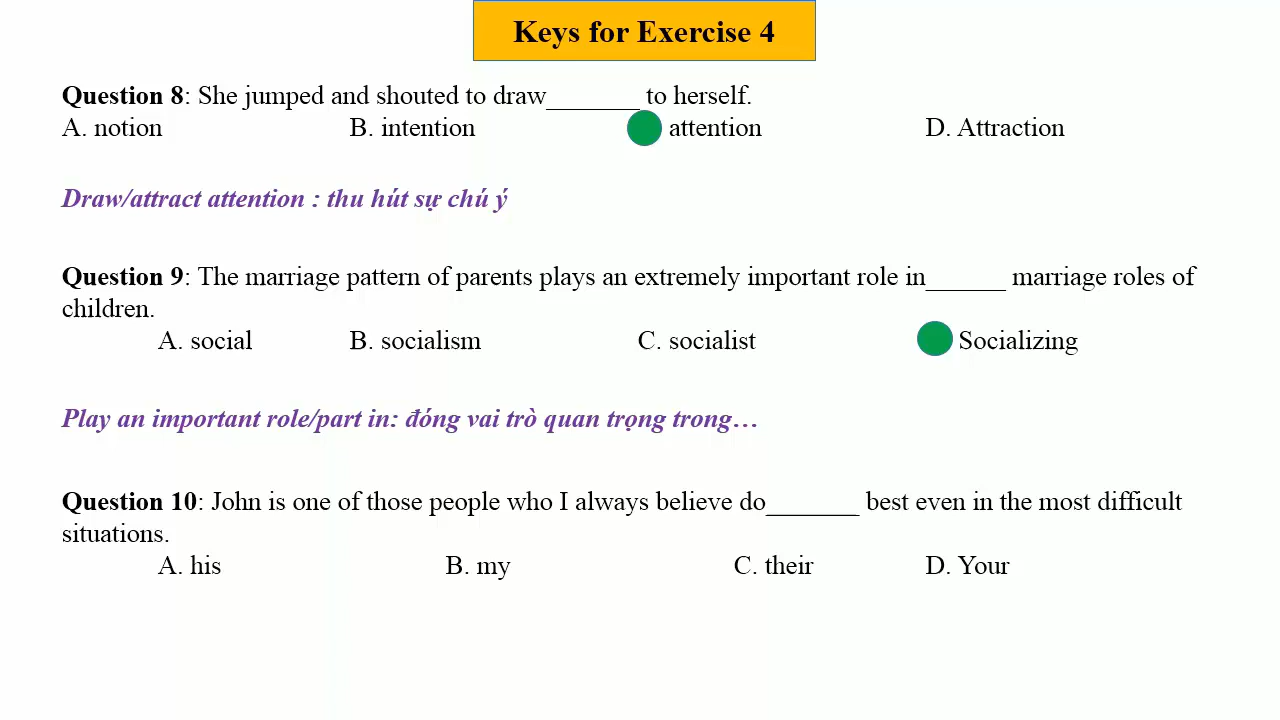 Keys for Exercise 4
Question 8: She jumped and shouted to draw_______ to herself.
A. notion B. intention attention D. Attraction
Draw/attract attention : thu hút sự chú ý
Question 9: The marriage pattern of parents plays an extremely important role in______ marriage roles of
children.
A. social B. socialism C. socialist Socializing
Play an important role/part in: đóng vai trò quan trọng trong…
Question 10: John is one of those people who I always believe do_______ best even in the most difficult
situations.
A. his B. my C. their D. Your